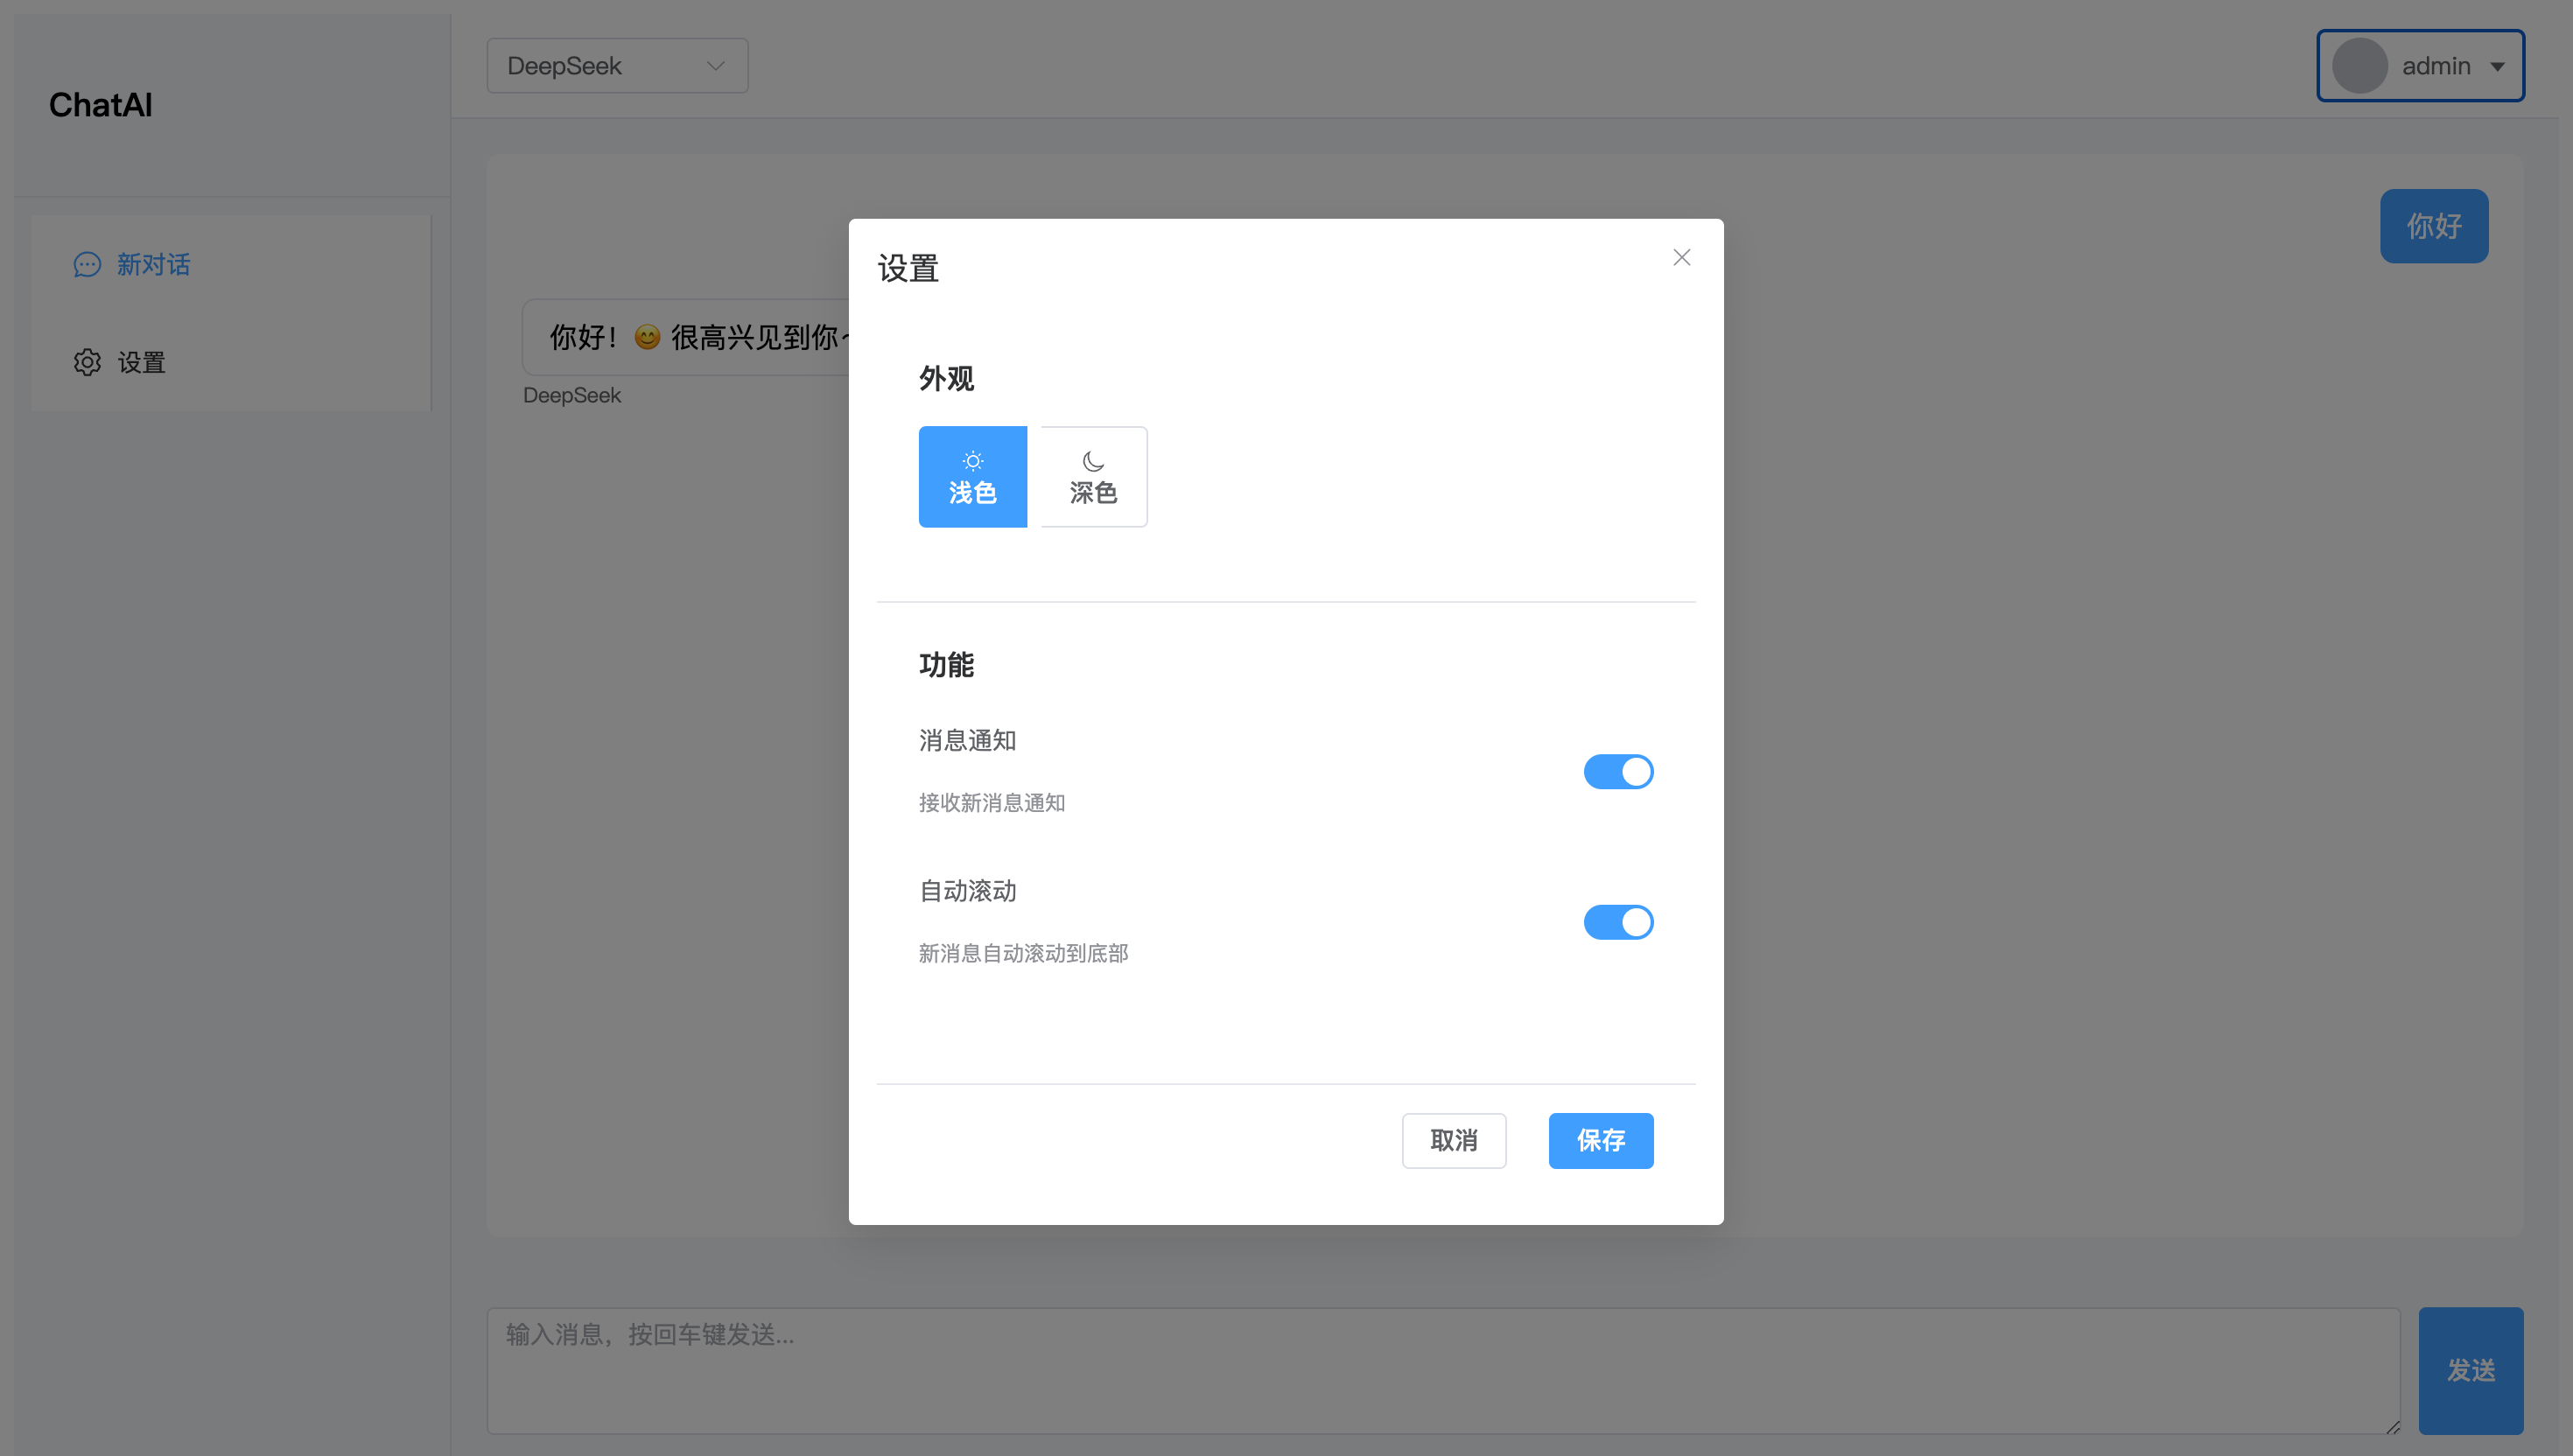 ChatAI
新对话
设置
DeepSeek
admin
你好
你好！😊 很高兴见到你~
DeepSeek
设置
外观
浅色
深色
功能
消息通知
接收新消息通知
自动滚动
新消息自动滚动到底部
取消
保存
输入消息，按回车键发送...
发送